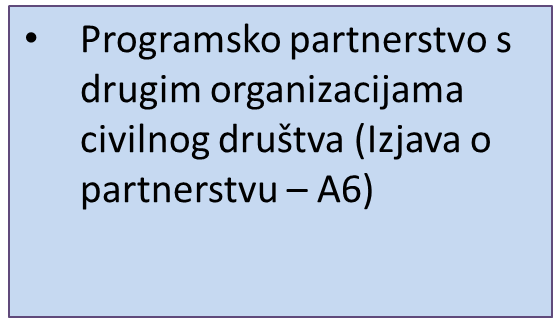 • Programsko partnerstvo s
drugim organizacijama
civilnog društva (Izjava o
partnerstvu – A6)